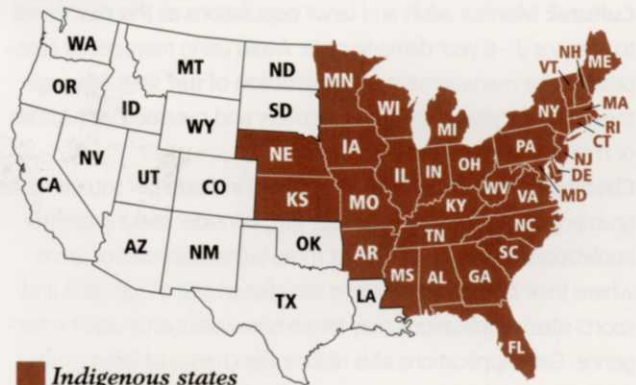 WA
OR
ID
MT
ND
SD
WY
NV
CA
UT
CO
AZ
NM
TX
OK
LA
MN
WI
MI
NE
IA
KS
MO
IL
IN
OH
KY
TN
AR
MS
AL
GA
FL
SC
NC
VA
WV
PA
NY
VT
NH
ME
MA
RI
CT
NJ
DE
MD
Indigenous states